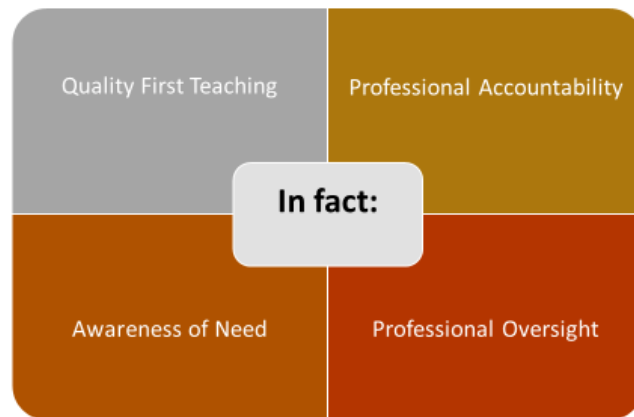 Quality First Teaching
Professional Accountability
In fact:
Awareness of Need
Professional Oversight